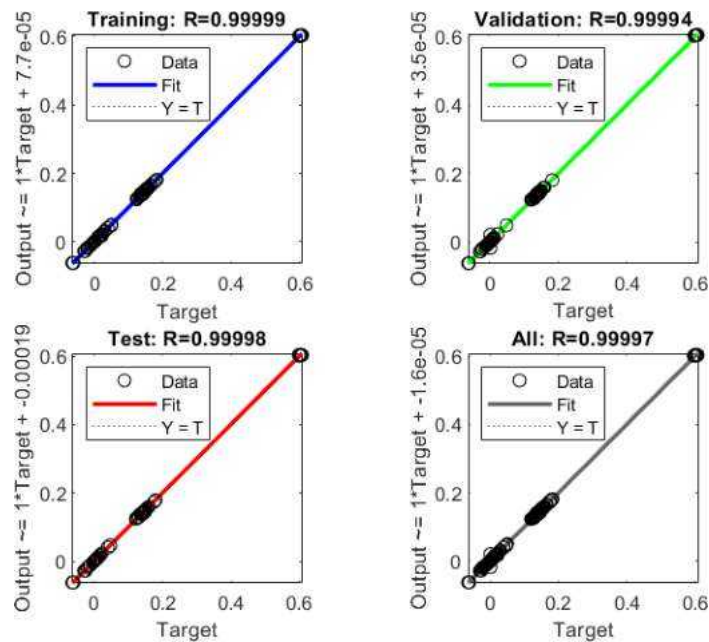 Training: R=0.99999
Output ~= 1*Target + 7.7e-05
0.6
0.4
0.2
0
Data
Fit
Y = T
0 0.2 0.4 0.6
Target
Validation: R=0.99994
Output ~= 1*Target + 3.5e-05
0.6
0.4
0.2
0
Data
Fit
Y = T
0 0.2 0.4 0.6
Target
Test: R=0.99998
Output ~= 1*Target + -0.00019
0.6
0.4
0.2
0
Data
Fit
Y = T
0 0.2 0.4 0.6
Target
All: R=0.99997
Output ~= 1*Target + -1.6e-05
0.6
0.4
0.2
0
Data
Fit
Y = T
0 0.2 0.4 0.6
Target